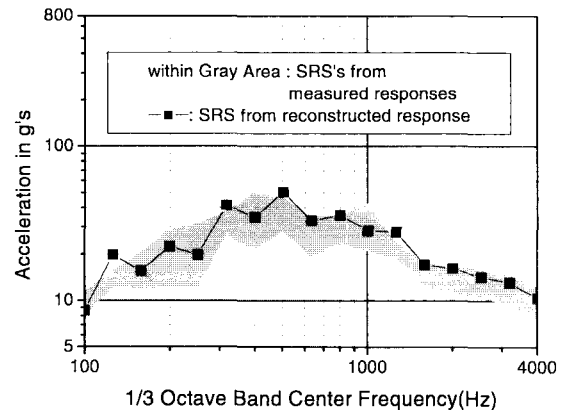 800
within Gray Area : SRS's from
measured responses
-■-: SRS from reconstructed response
100
10
5
Acceleration in g's
100
1000
4000
1/3 Octave Band Center Frequency(Hz)